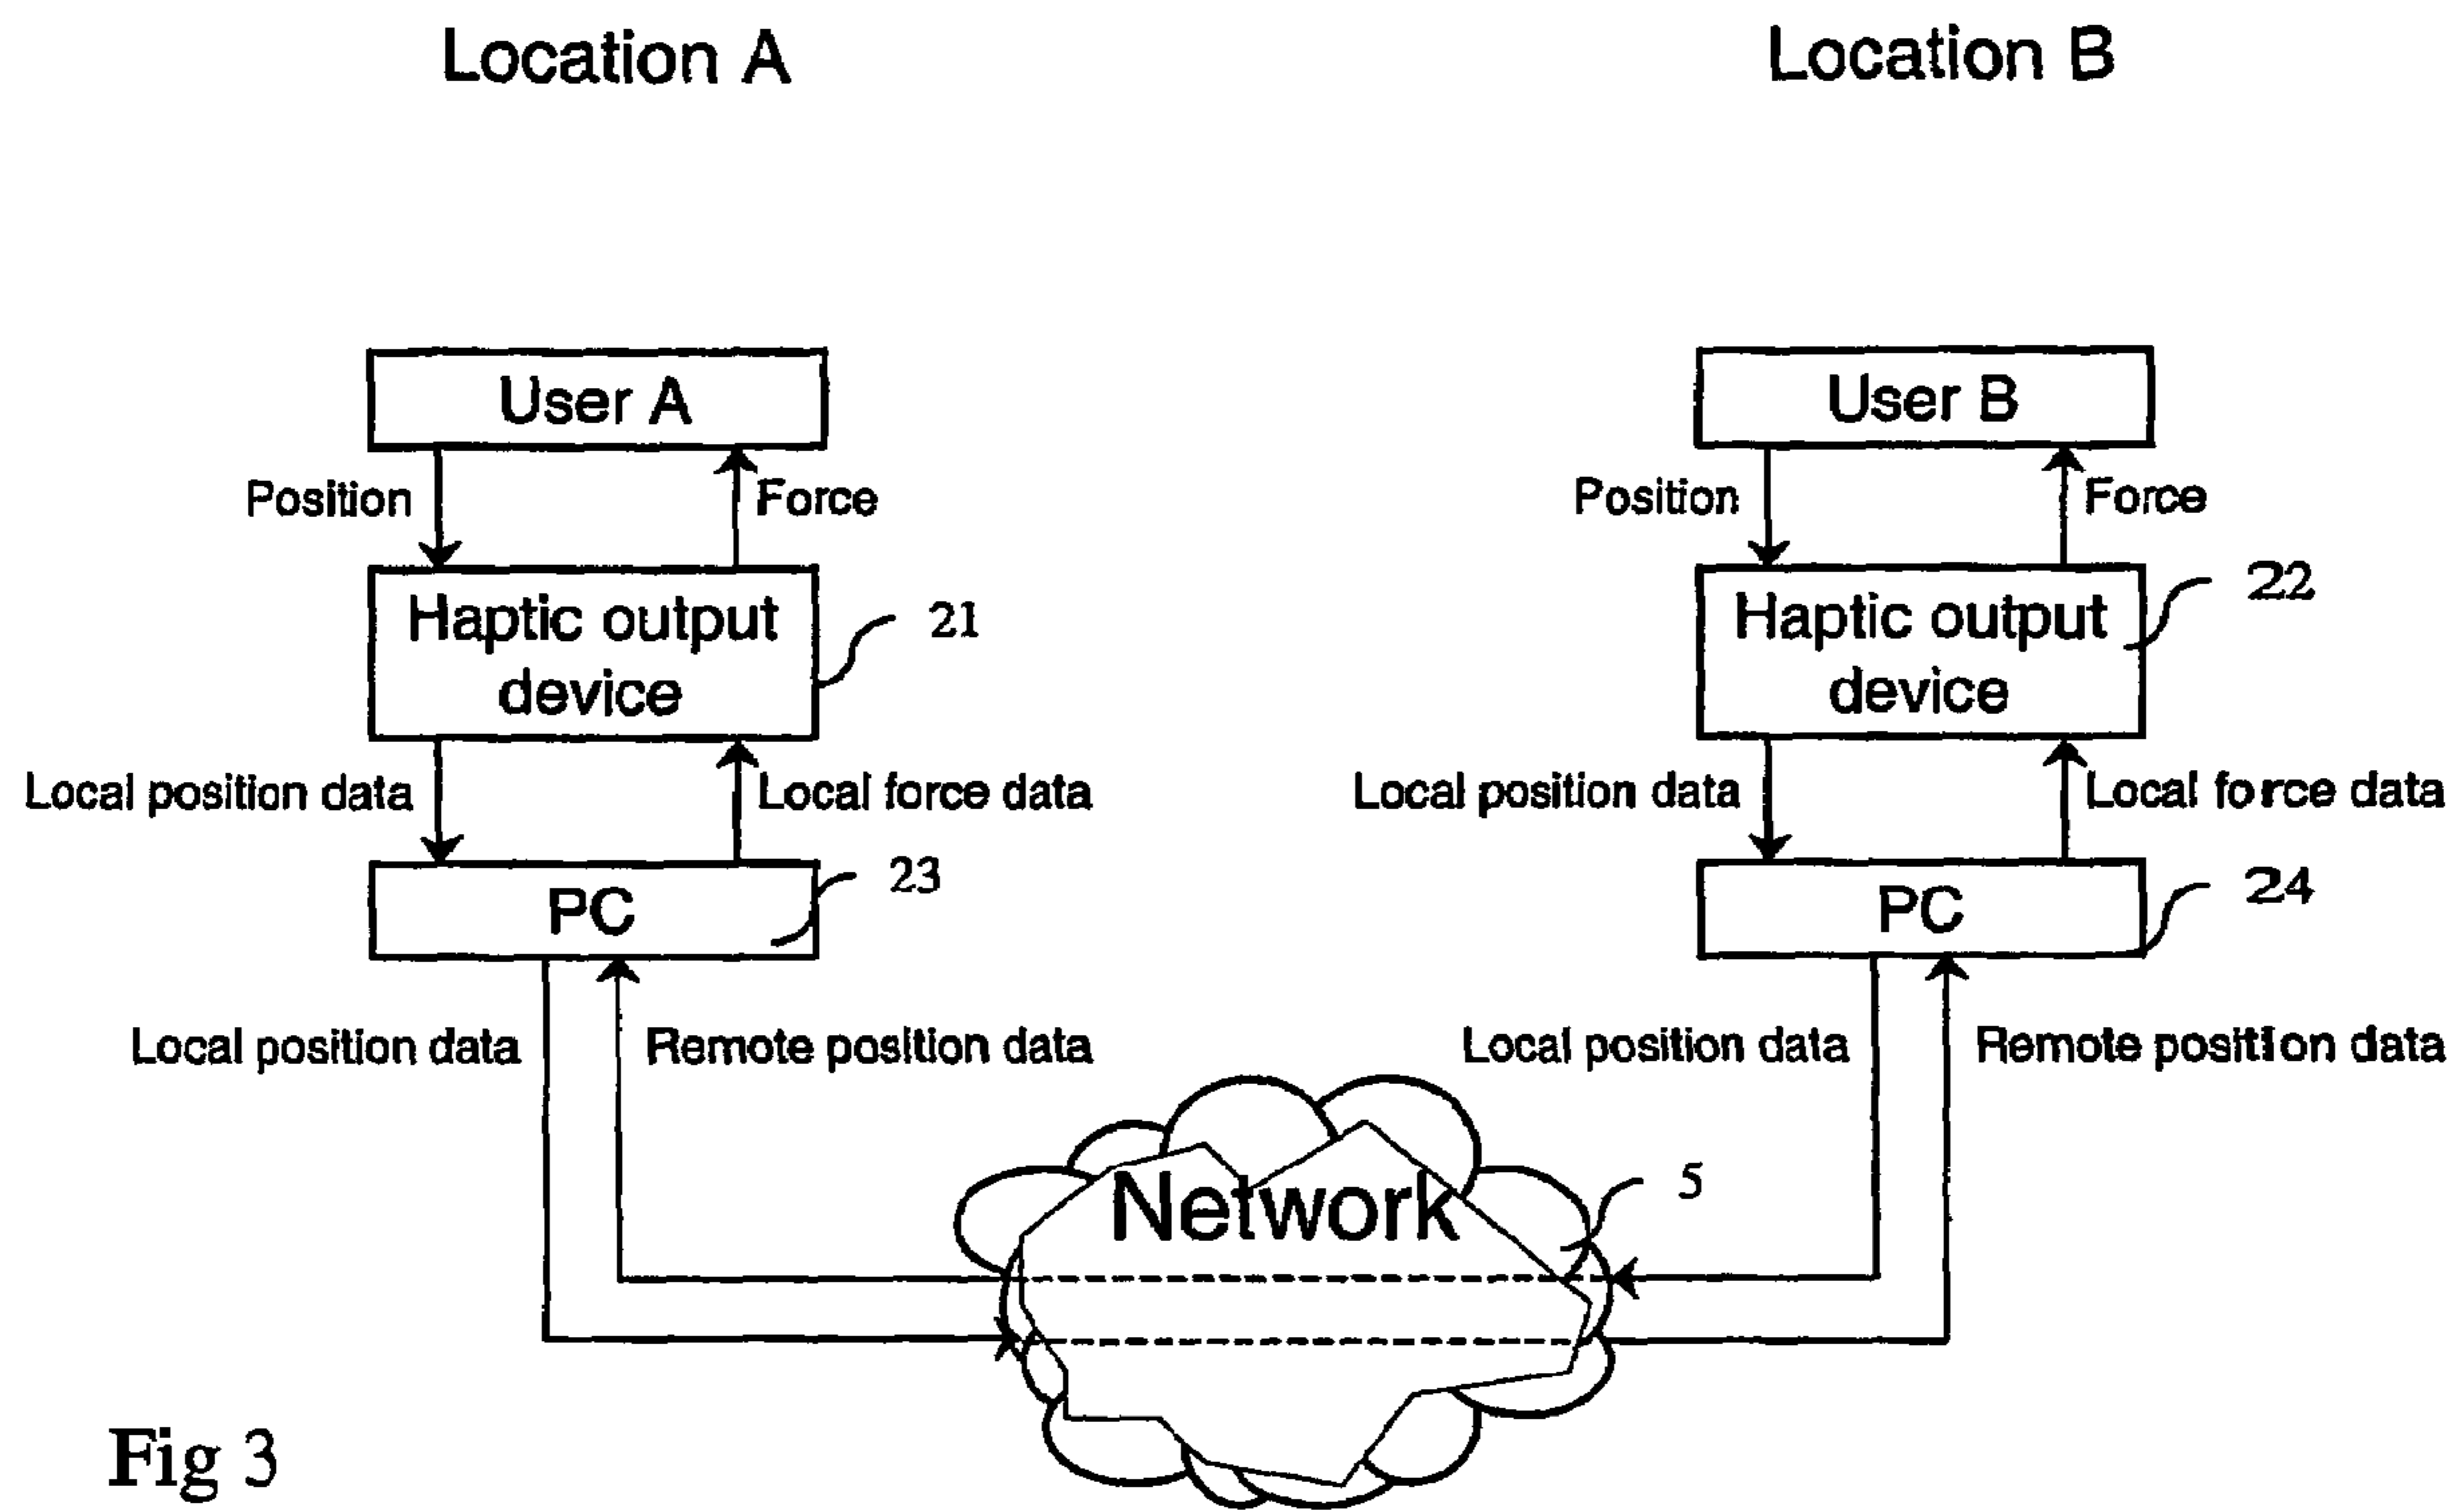 Location A
Location B
User A
User B
Position
Force
Position
Force
Haptic output
device
21
Haptic output
device
22
Local position data
Local force data
Local position data
Local force data
PC
23
PC
24
Local position data
Remote position data
Local position data
Remote position data
Network
5
Fig 3